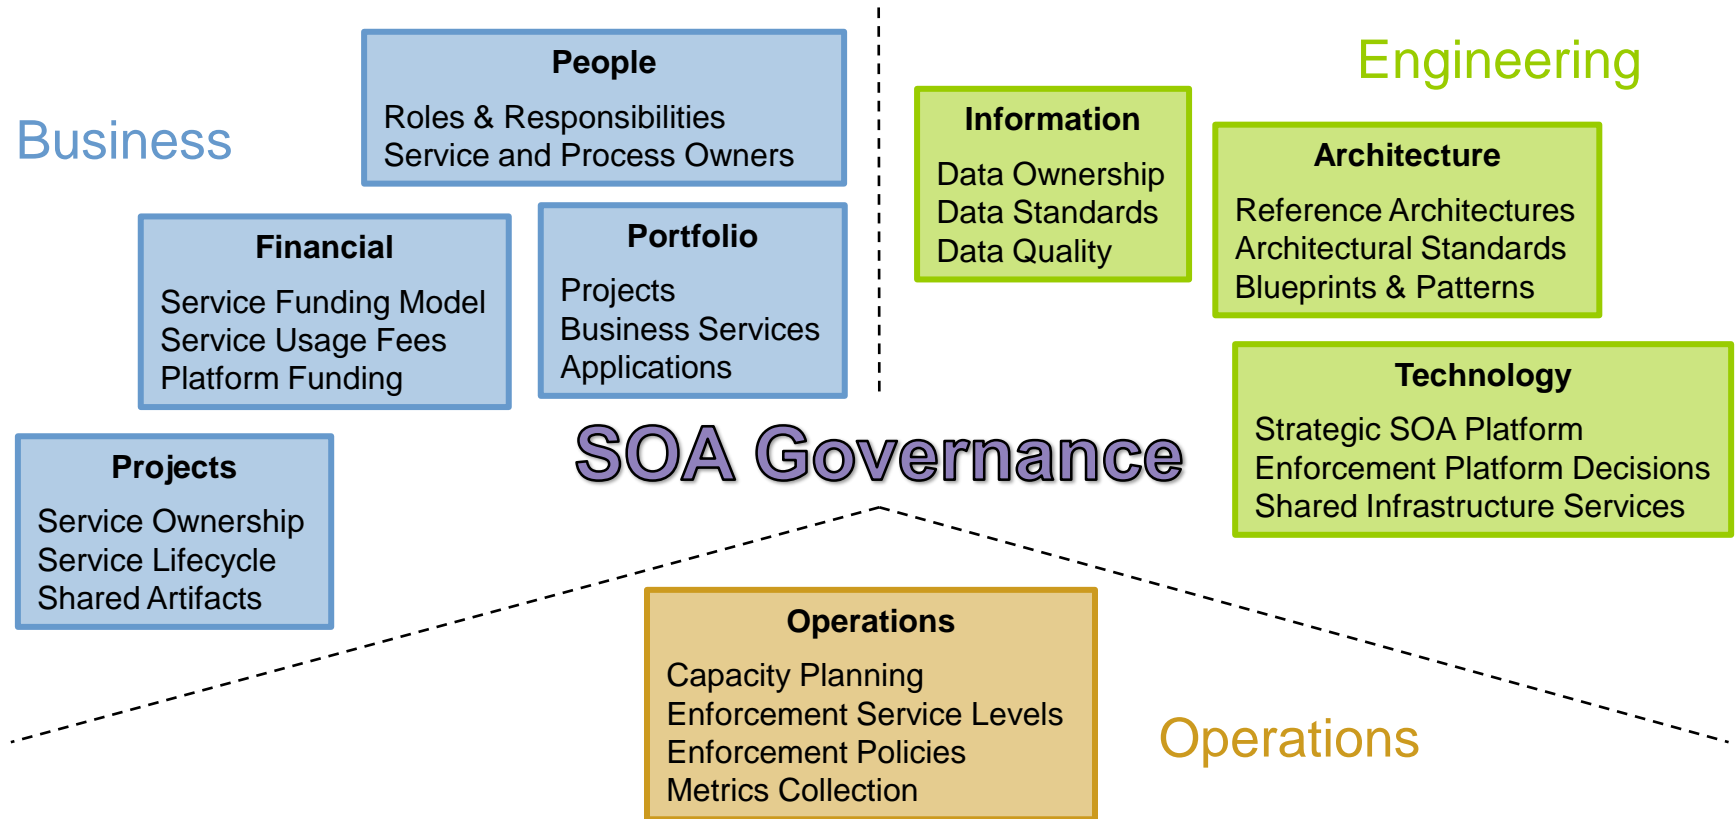 Business
People
Roles & Responsibilities
Service and Process Owners
Financial
Service Funding Model
Service Usage Fees
Platform Funding
Portfolio
Projects
Business Services
Applications
Projects
Service Ownership
Service Lifecycle
Shared Artifacts
Engineering
Information
Data Ownership
Data Standards
Data Quality
Architecture
Reference Architectures
Architectural Standards
Blueprints & Patterns
Technology
Strategic SOA Platform
Enforcement Platform Decisions
Shared Infrastructure Services
SOA Governance
Operations
Capacity Planning
Enforcement Service Levels
Enforcement Policies
Metrics Collection
Operations